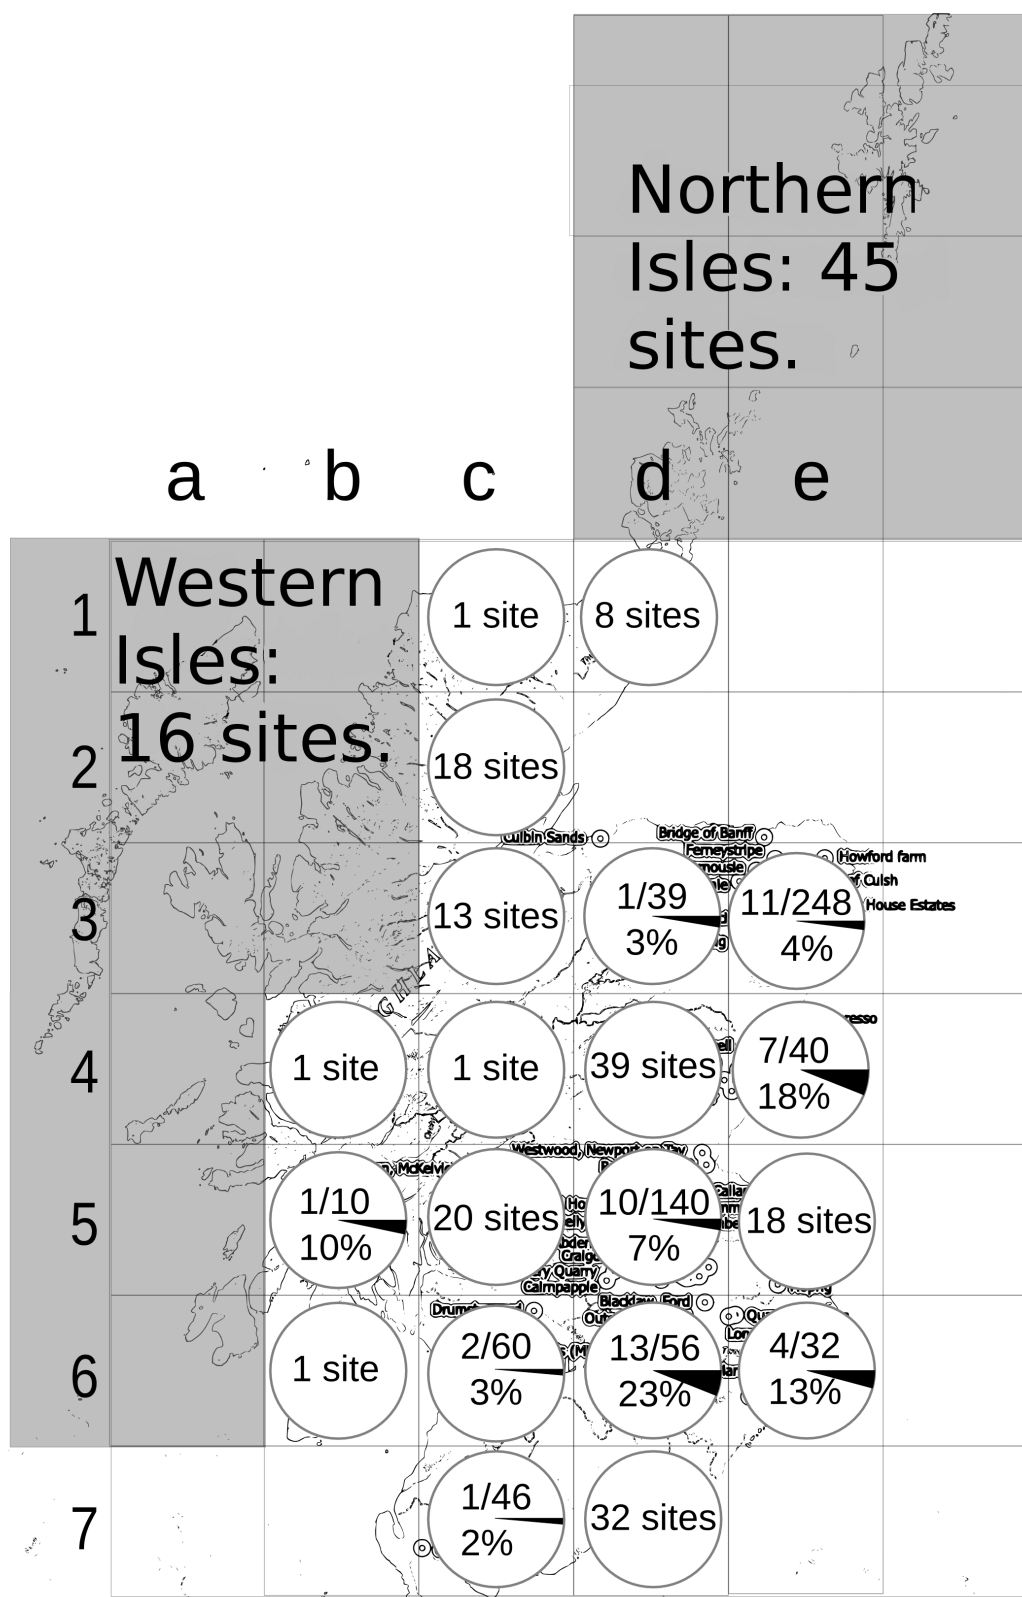 Northern
Isles: 45
sites.
a b c d e
Western
Isles:
16 sites.
1
1 site
8 sites
2
18 sites
Culbin Sands
Bridge of Banff
Ferneystripe
Howford farm
House Estates
3
13 sites
1/39
3%
11/248
4%
4
1 site
1 site
39 sites
7/40
18%
Westwood, Newport on Tay
5
1/10
10%
20 sites
10/140
7%
18 sites
Cairnpapple
Blacklaw, Ford
6
1 site
2/60
3%
13/56
23%
4/32
13%
7
1/46
2%
32 sites